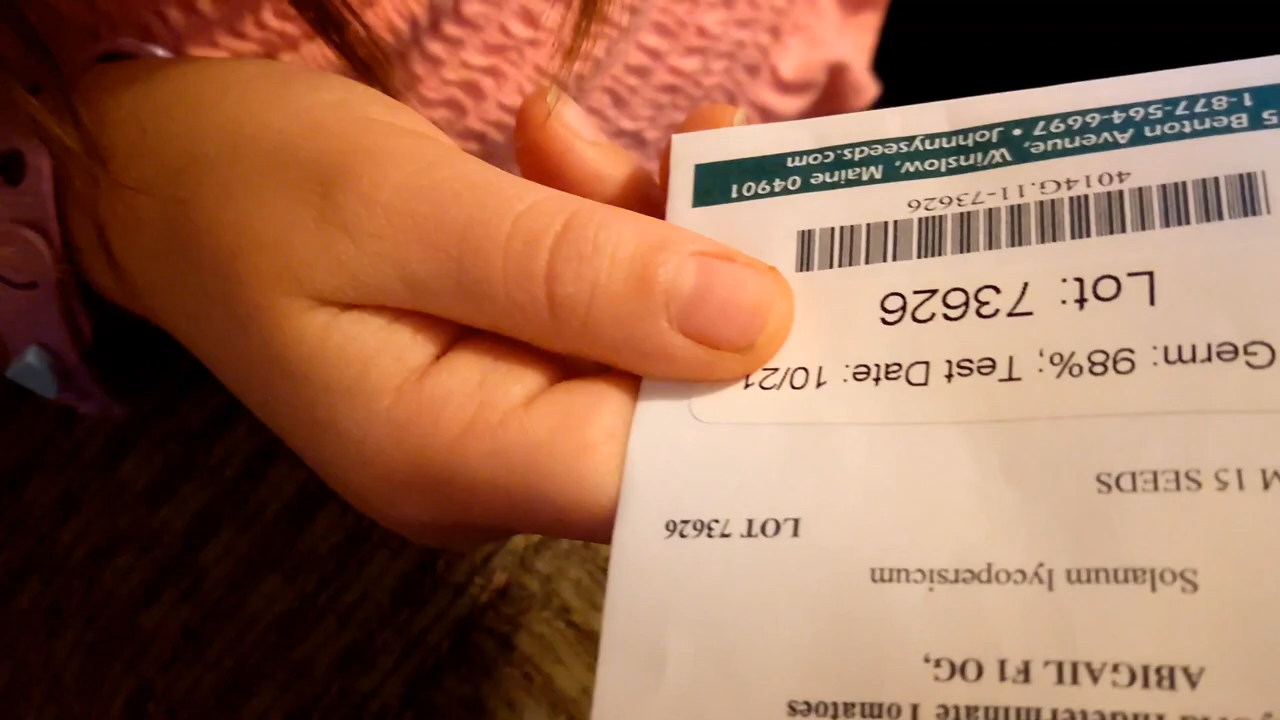 Indeterminate Tomatoes
ABIGAIL F1 OG,
Solanum lycopersicum
LOT 73626
M 15 SEEDS
Germ: 98%; Test Date: 10/21
Lot: 73626
4014G.11-73626
5 Benton Avenue, Winslow, Maine 04901
1-877-564-6697 • Johnnyseeds.com